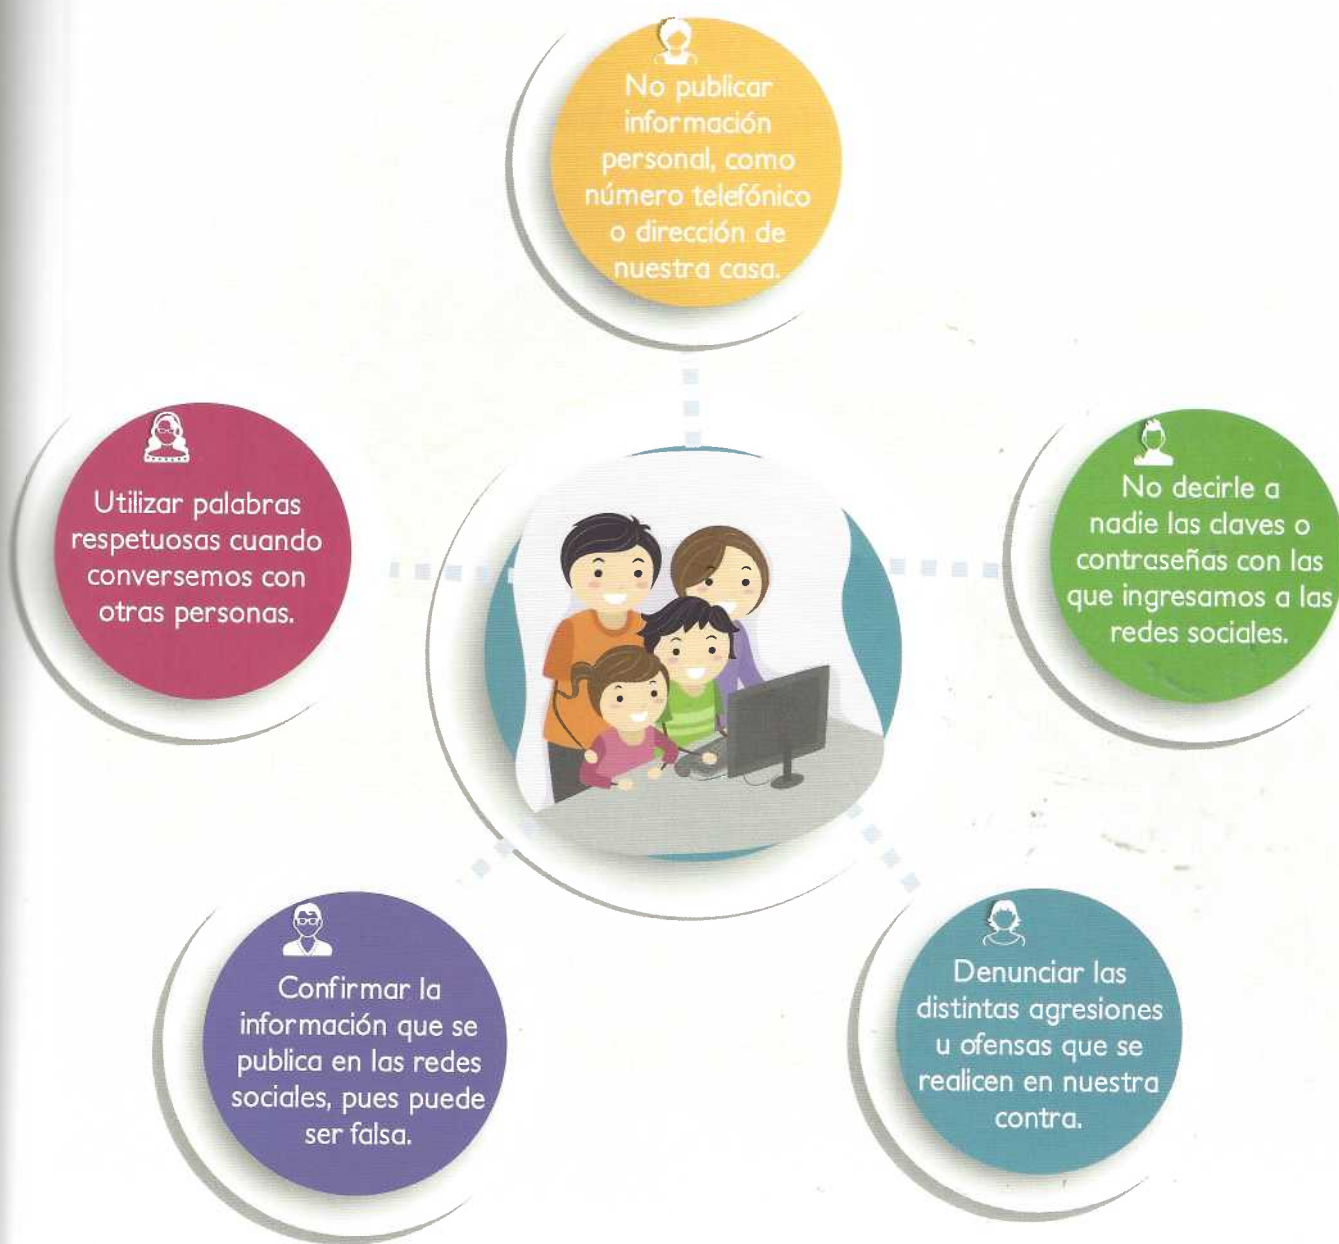 No publicar
información
personal, como
número telefónico
o dirección de
nuestra casa.
Utilizar palabras
respetuosas cuando
conversemos con
otras personas.
No decirle a
nadie las claves o
contraseñas con las
que ingresamos a las
redes sociales.
Confirmar la
información que se
publica en las redes
sociales, pues puede
ser falsa.
Denunciar las
distintas agresiones
u ofensas que se
realicen en nuestra
contra.